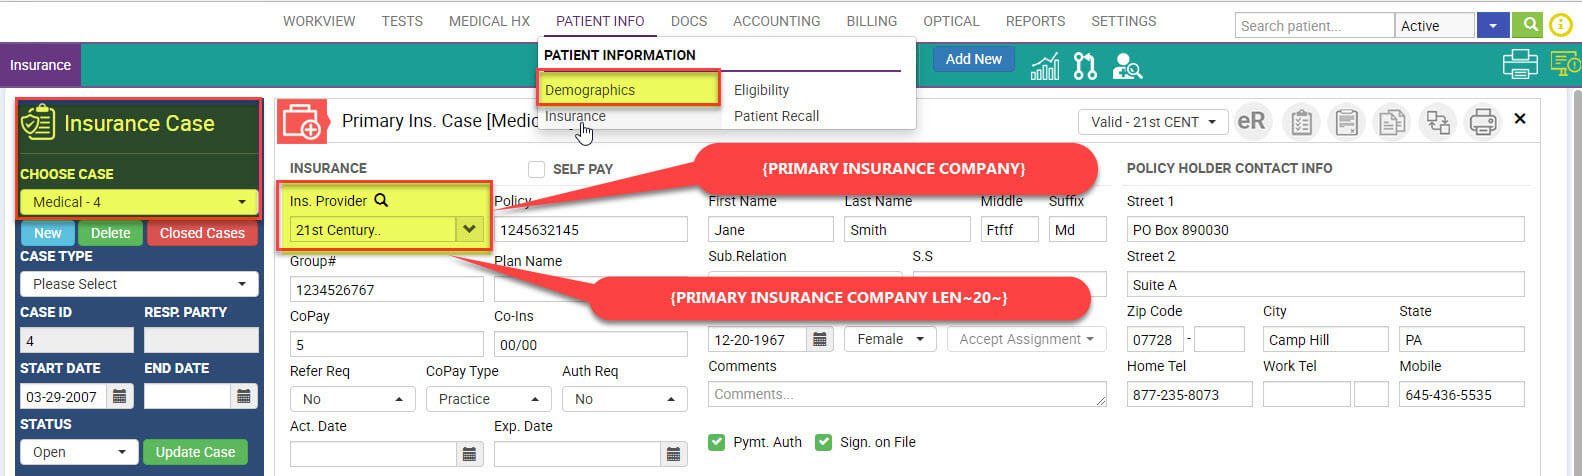 WORKVIEW TESTS MEDICAL HX PATIENT INFO DOCS ACCOUNTING BILLING OPTICAL REPORTS SETTINGS
Search patient... Active
PATIENT INFORMATION
Demographics Eligibility
Insurance Patient Recall
Insurance
Add New
Insurance Case
CHOOSE CASE
Medical - 4
New Delete Closed Cases
CASE TYPE
Please Select
CASE ID RESP. PARTY
4
START DATE END DATE
03-29-2007
STATUS
Open Update Case
Primary Ins. Case [Medic
Valid - 21st CENT eR
INSURANCE SELF PAY
{PRIMARY INSURANCE COMPANY}
POLICY HOLDER CONTACT INFO
Ins. Provider Policy First Name Last Name Middle Suffix Street 1
21st Century.. 1245632145 Jane Smith Ftftf Md PO Box 890030
Group# Plan Name Sub.Relation S.S Street 2
1234526767 Suite A
{PRIMARY INSURANCE COMPANY LEN~20~}
CoPay Co-Ins Zip Code City State
5 00/00 12-20-1967 Female Accept Assignment 07728 - Camp Hill PA
Refer Req CoPay Type Auth Req Comments Home Tel Work Tel Mobile
No Practice No Comments... 877-235-8073 645-436-5535
Act. Date Exp. Date
Pymt. Auth Sign. on File